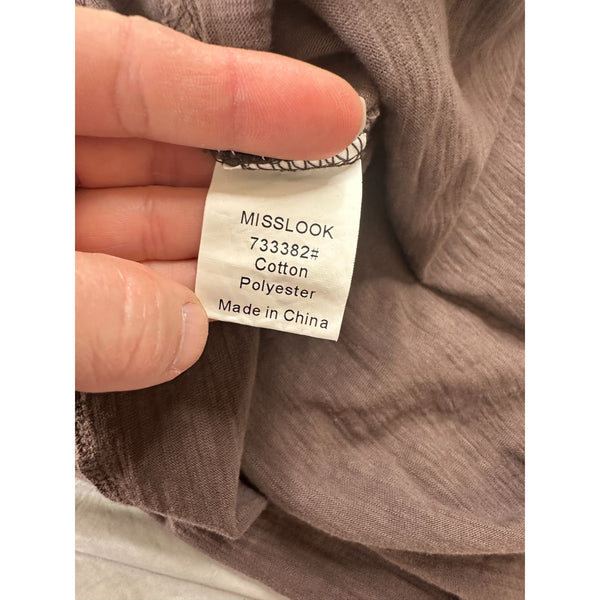 MISSLOOK
733382#
Cotton
Polyester
Made in China